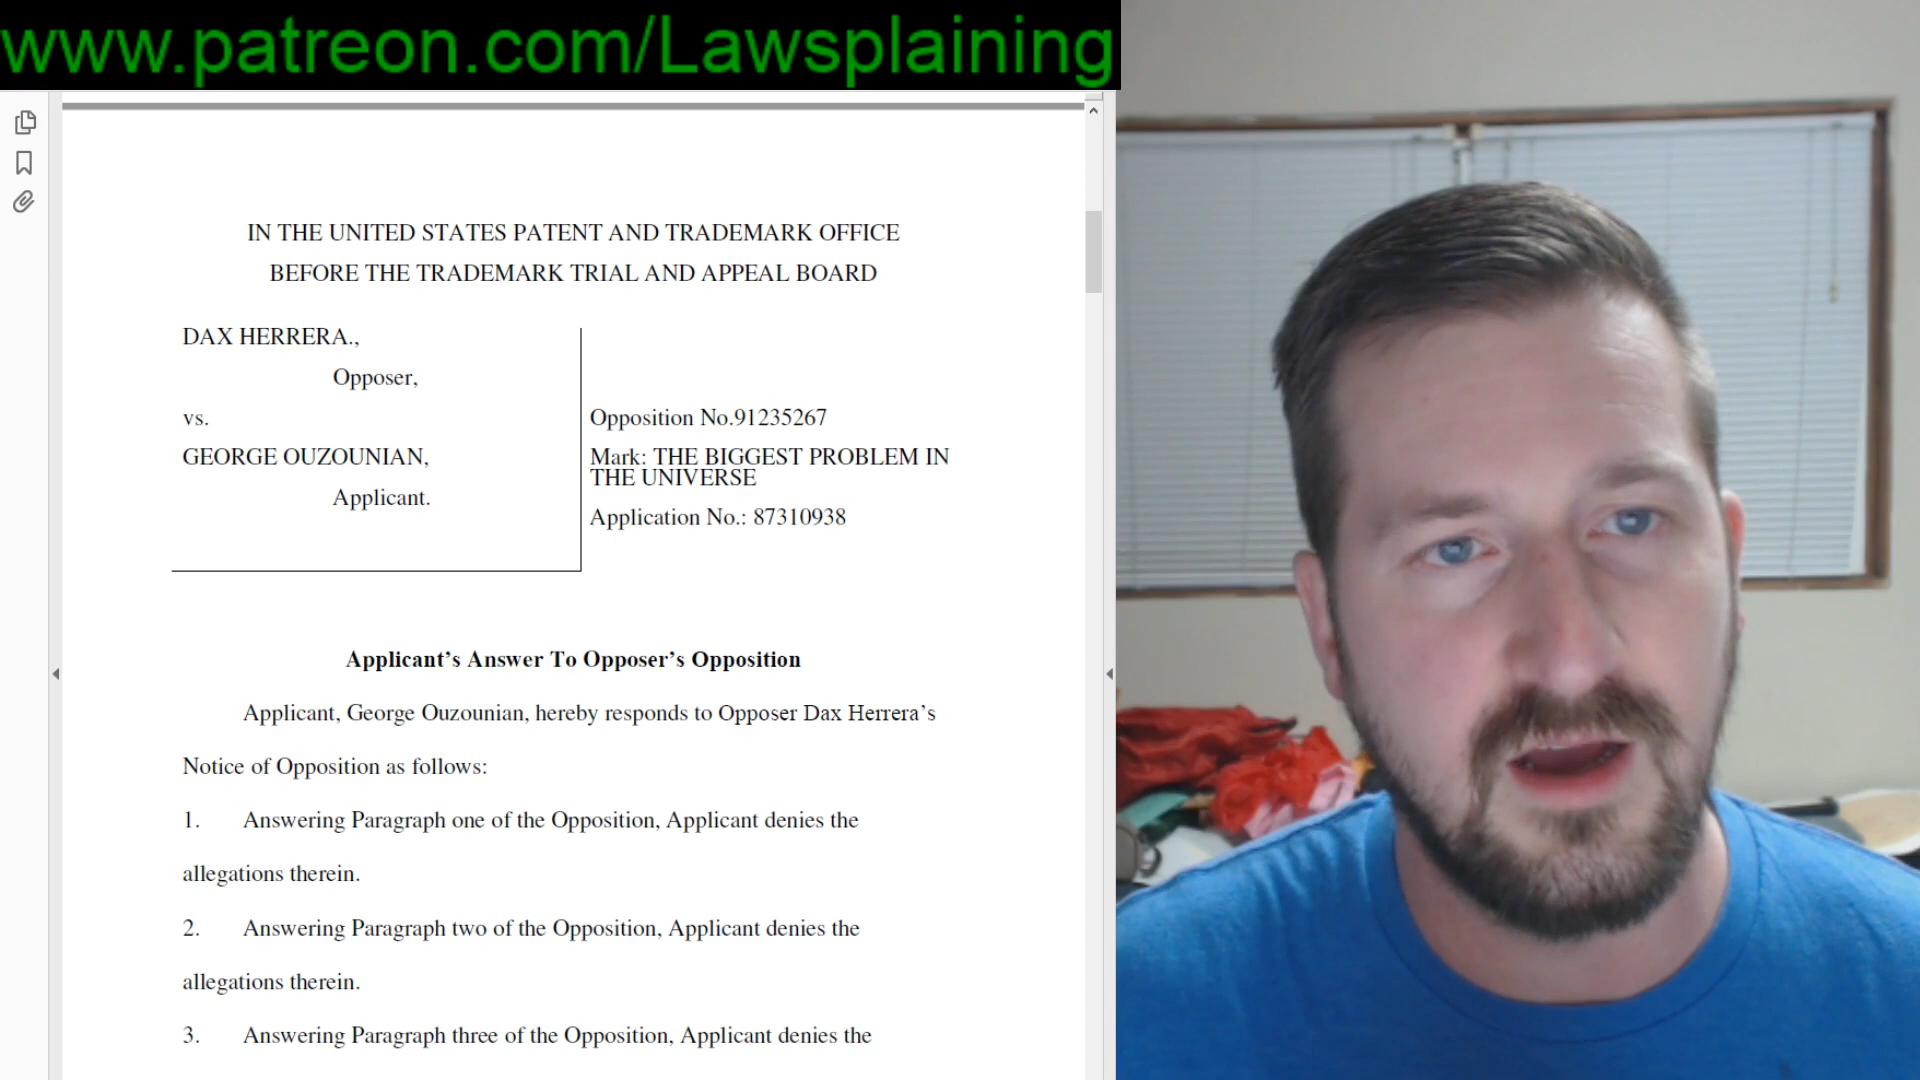 www.patreon.com/Lawsplaining
IN THE UNITED STATES PATENT AND TRADEMARK OFFICE
BEFORE THE TRADEMARK TRIAL AND APPEAL BOARD
DAX HERRERA.,
Opposer,
vs.
GEORGE OUZOUNIAN,
Applicant.
Opposition No.91235267
Mark: THE BIGGEST PROBLEM IN
THE UNIVERSE
Application No.: 87310938
Applicant’s Answer To Opposer’s Opposition
Applicant, George Ouzounian, hereby responds to Opposer Dax Herrera’s
Notice of Opposition as follows:
1. Answering Paragraph one of the Opposition, Applicant denies the
allegations therein.
2. Answering Paragraph two of the Opposition, Applicant denies the
allegations therein.
3. Answering Paragraph three of the Opposition, Applicant denies the